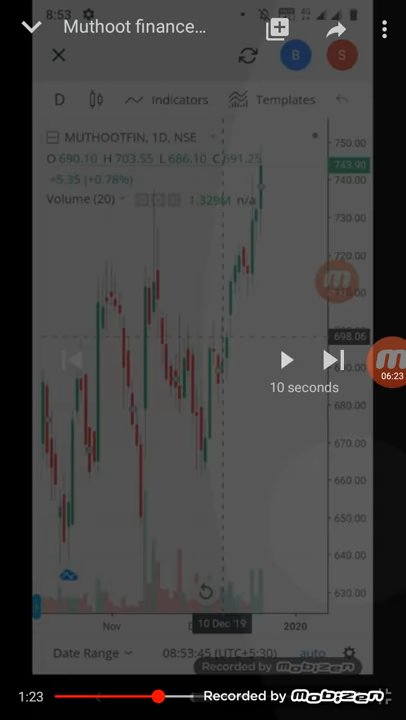 8:53
Muthoot finance...
B
S
D
Indicators
Templates
MUTHOOTFIN, 1D, NSE
O 690.10 H 703.55 L 686.10 C 691.25
+5.35 (+0.78%)
Volume (20)
1.329M n/a
750.00
743.90
740.00
730.00
720.00
698.06
06:23
10 seconds
680.00
670.00
660.00
650.00
640.00
630.00
Nov
10 Dec '19
2020
Date Range
08:53:45 (UTC+5:30)
auto
Recorded by mobizen
1:23
Recorded by mobizen